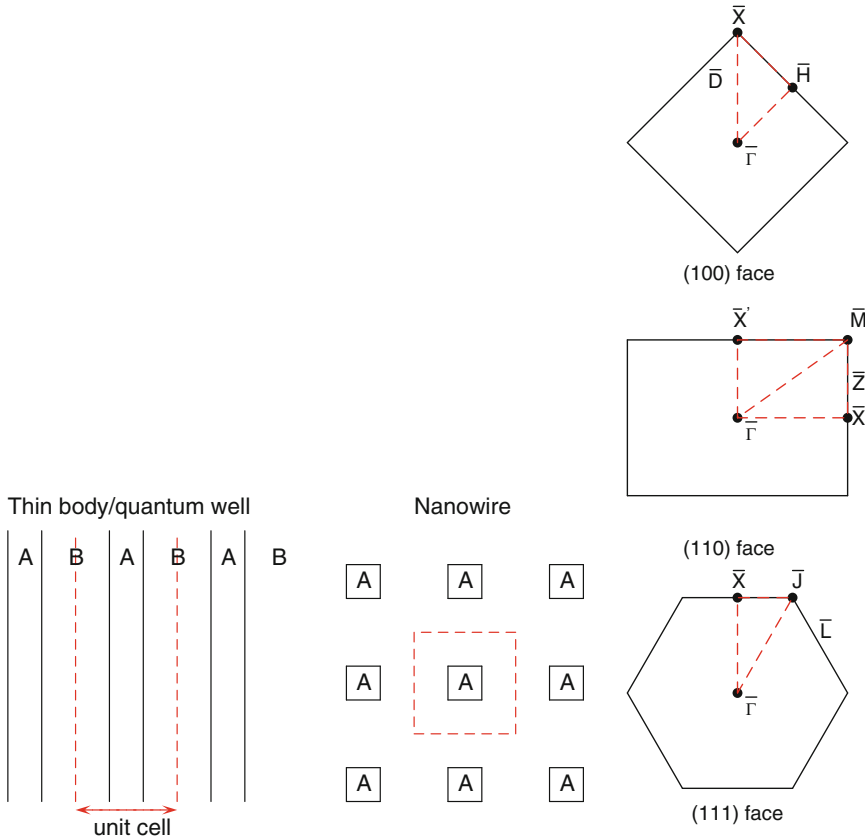 X̄
D̄
H̄
Γ̄
(100) face
X̄'
M̄
Z̄
Γ̄
X̄
Thin body/quantum well
Nanowire
A B A B A B
(110) face
A A A
X̄ J̄
L̄
A A A
Γ̄
A A A
(111) face
unit cell